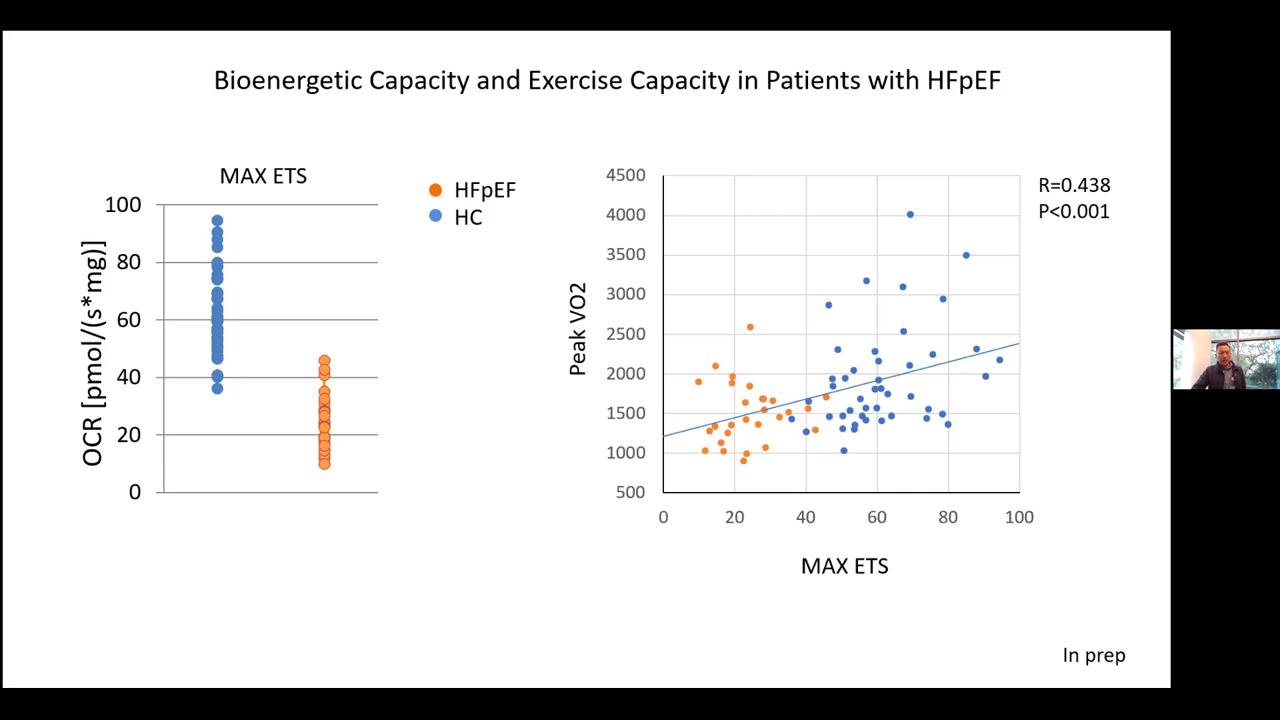 Bioenergetic Capacity and Exercise Capacity in Patients with HFpEF
MAX ETS
OCR [pmol/(s*mg)]
100
80
60
40
20
0
HFpEF
HC
Peak VO2
4500
4000
3500
3000
2500
2000
1500
1000
500
0 20 40 60 80 100
MAX ETS
R=0.438
P<0.001
In prep